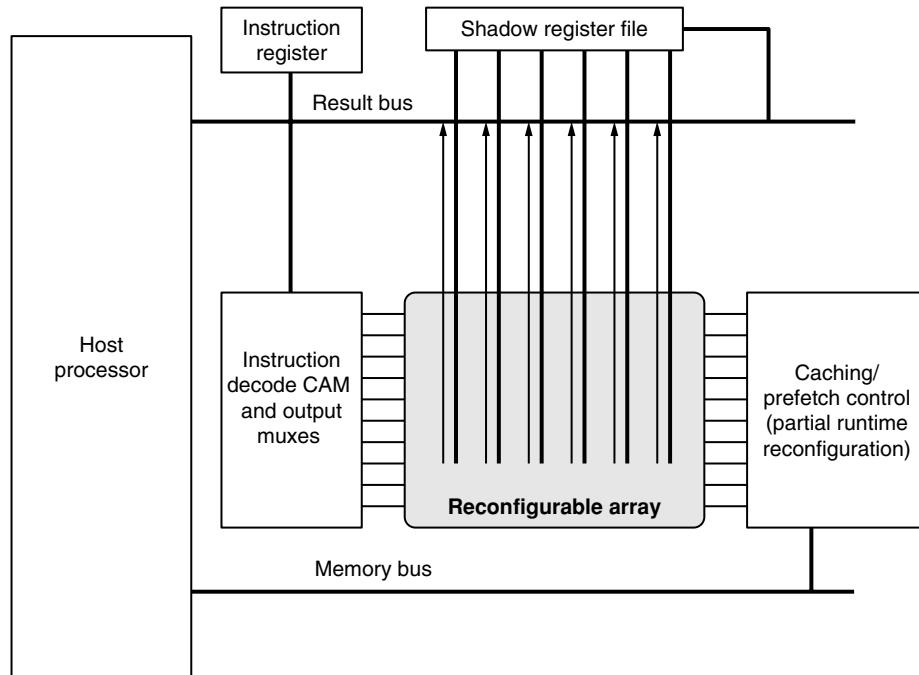 Instruction
register
Shadow register file
Result bus
Host
processor
Instruction
decode CAM
and output
muxes
Reconfigurable array
Caching/
prefetch control
(partial runtime
reconfiguration)
Memory bus